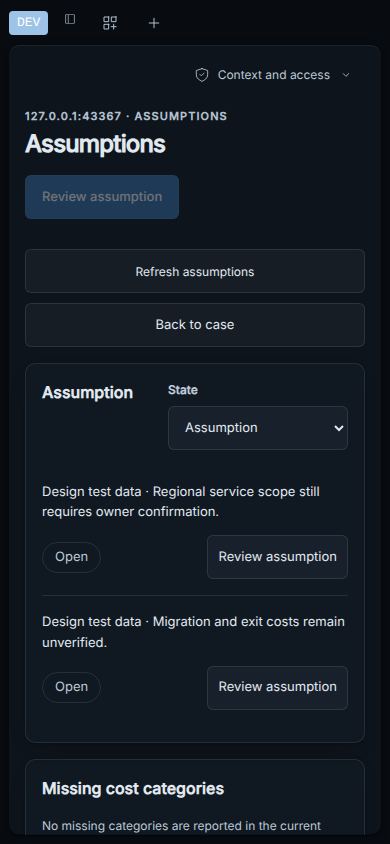 DEV
Context and access
127.0.0.1:43367 · ASSUMPTIONS
Assumptions
Review assumption
Refresh assumptions
Back to case
Assumption
State
Assumption
Design test data · Regional service scope still
requires owner confirmation.
Open
Review assumption
Design test data · Migration and exit costs remain
unverified.
Open
Review assumption
Missing cost categories
No missing categories are reported in the current